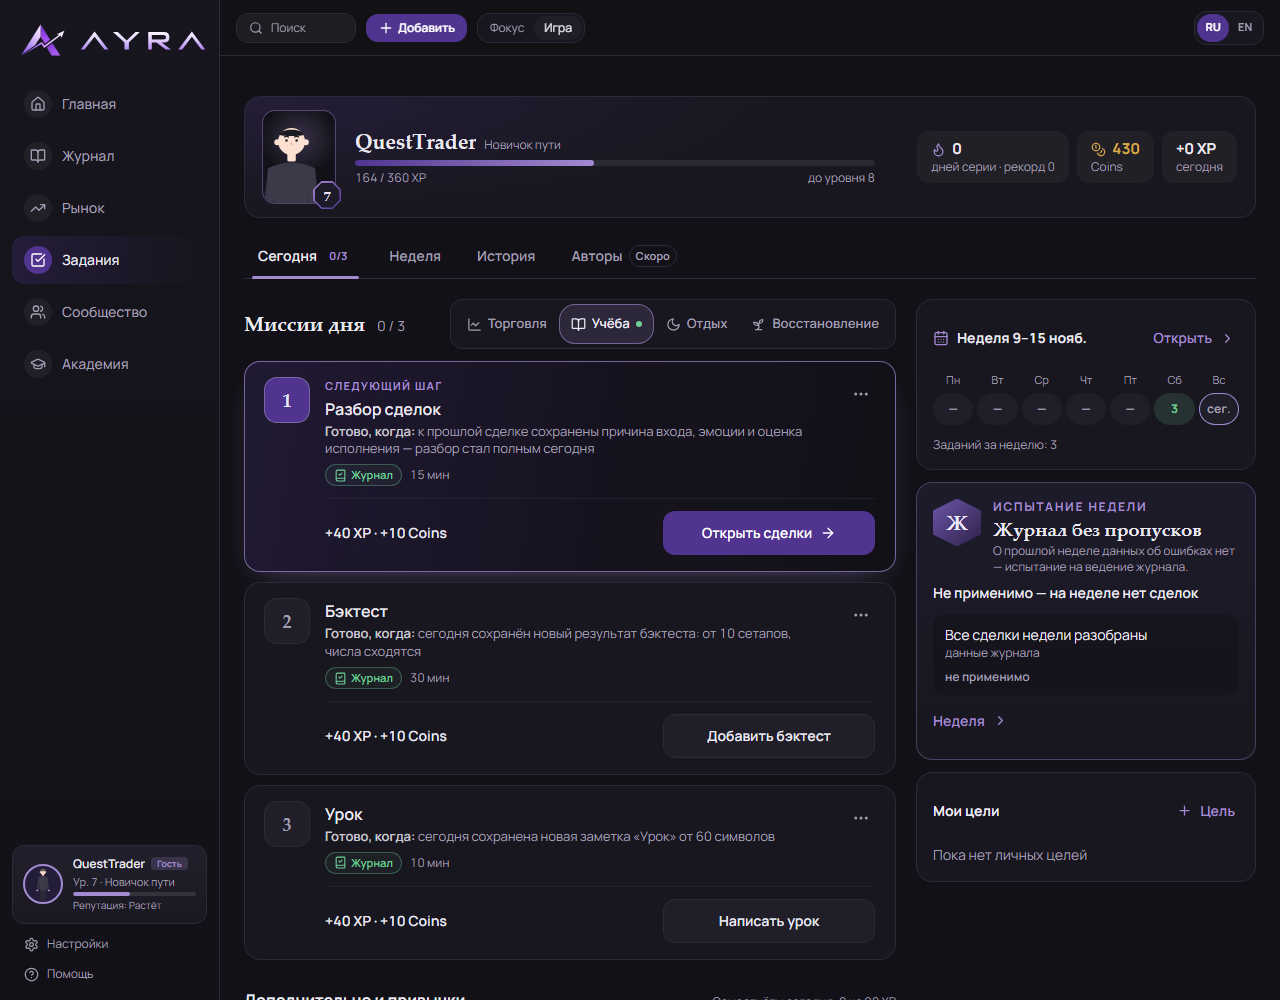 AYRA
Поиск
Добавить
Фокус
Игра
RU
EN
Главная
Журнал
Рынок
Задания
Сообщество
Академия
QuestTrader Новичок пути
164 / 360 XP
до уровня 8
7
0
дней серии · рекорд 0
430
Coins
+0 XP
сегодня
Сегодня 0/3
Неделя
История
Авторы Скоро
Миссии дня 0 / 3
Торговля
Учёба
Отдых
Восстановление
1
СЛЕДУЮЩИЙ ШАГ
Разбор сделок
Готово, когда: к прошлой сделке сохранены причина входа, эмоции и оценка
исполнения — разбор стал полным сегодня
Журнал 15 мин
+40 XP · +10 Coins
Открыть сделки
2
Бэктест
Готово, когда: сегодня сохранён новый результат бэктеста: от 10 сетапов,
числа сходятся
Журнал 30 мин
+40 XP · +10 Coins
Добавить бэктест
3
Урок
Готово, когда: сегодня сохранена новая заметка «Урок» от 60 символов
Журнал 10 мин
+40 XP · +10 Coins
Написать урок
Дополнительно и привычки
Неделя 9–15 нояб.
Открыть
Пн Вт Ср Чт Пт Сб Вс
– – – – – 3 сег.
Заданий за неделю: 3
Ж
ИСПЫТАНИЕ НЕДЕЛИ
Журнал без пропусков
О прошлой неделе данных об ошибках нет
— испытание на ведение журнала.
Не применимо — на неделе нет сделок
Все сделки недели разобраны
данные журнала
не применимо
Неделя
Мои цели
Цель
Пока нет личных целей
QuestTrader Гость
Ур. 7 · Новичок пути
Репутация: Растёт
Настройки
Помощь